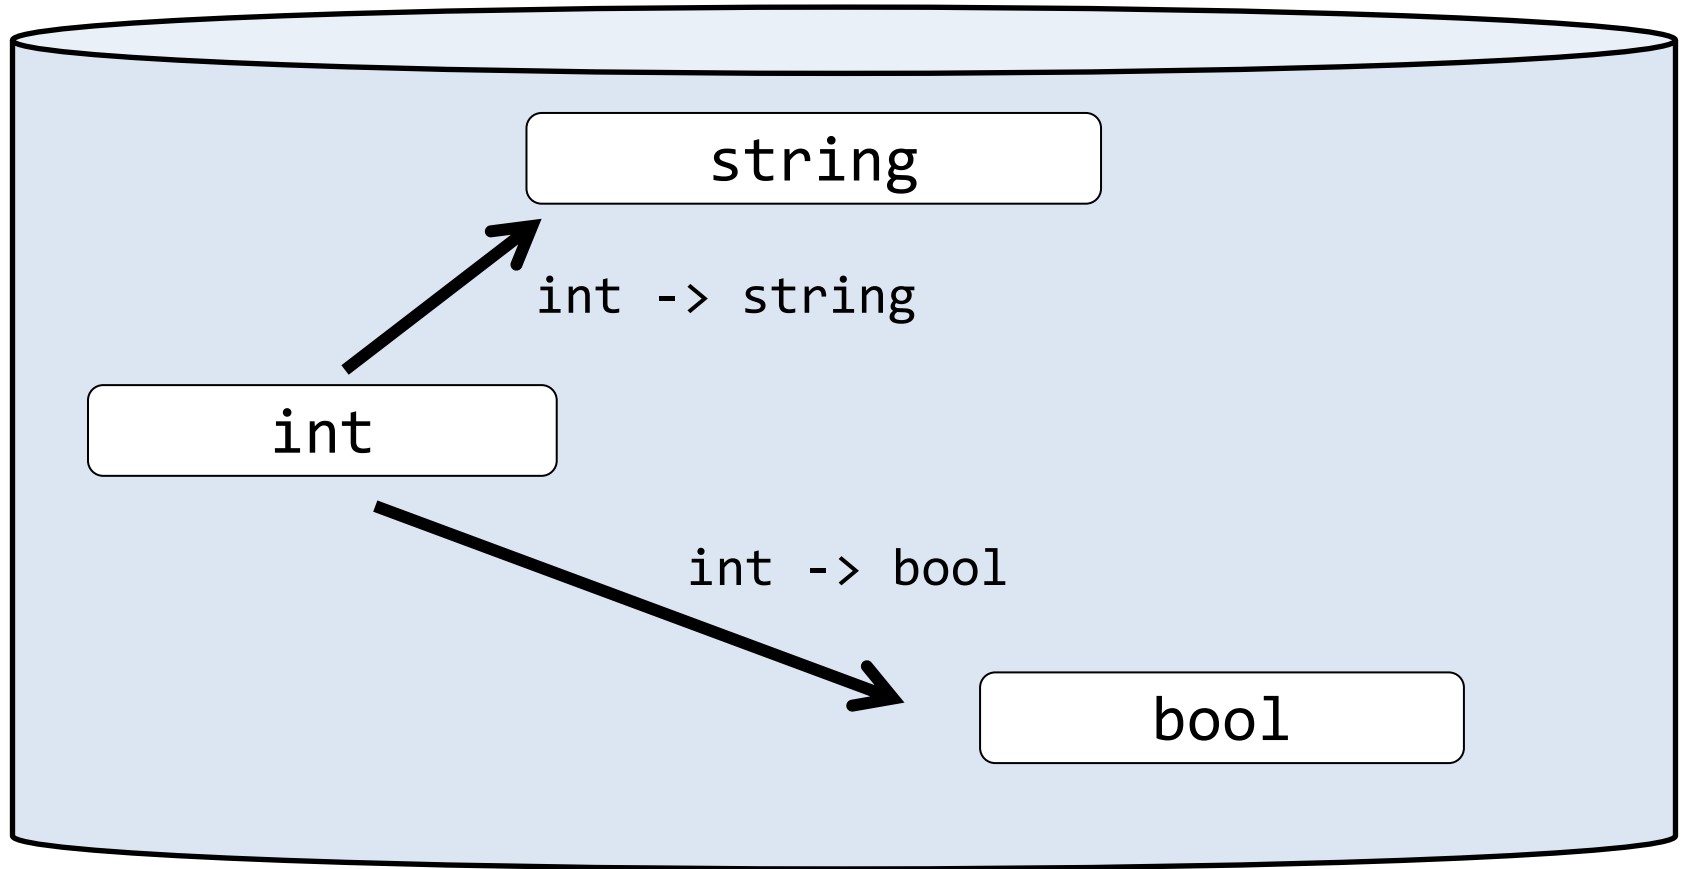 string
int -> string
int
int -> bool
bool